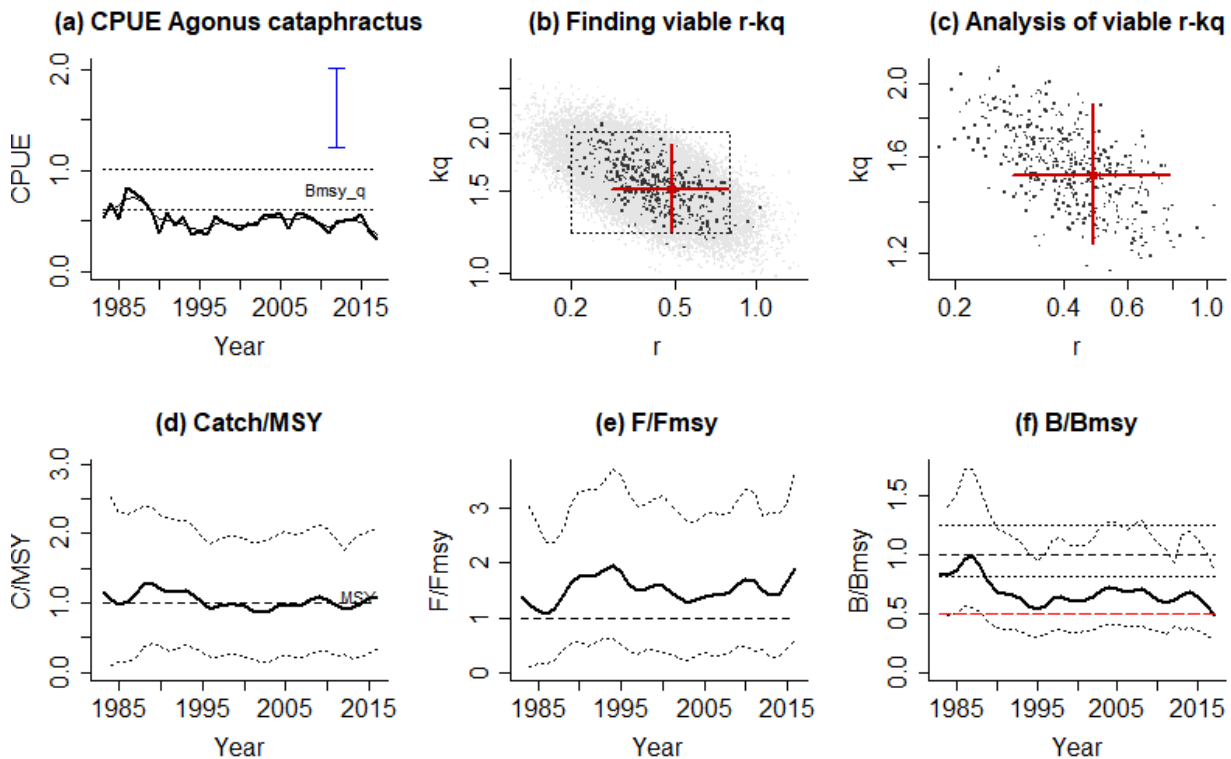 (a) CPUE Agonus cataphractus
CPUE
2.0
1.0
0.0
Bmsy_q
1985 1995 2005 2015
Year
(b) Finding viable r-kq
kq
2.0
1.5
1.0
0.2 0.5 1.0
r
(c) Analysis of viable r-kq
kq
2.0
1.6
1.2
0.2 0.4 0.6 1.0
r
(d) Catch/MSY
C/MSY
3.0
2.0
1.0
0.0
MSY
1985 1995 2005 2015
Year
(e) F/Fmsy
F/Fmsy
3
2
1
0
1985 1995 2005 2015
Year
(f) B/Bmsy
B/Bmsy
1.5
1.0
0.5
0.0
1985 1995 2005 2015
Year